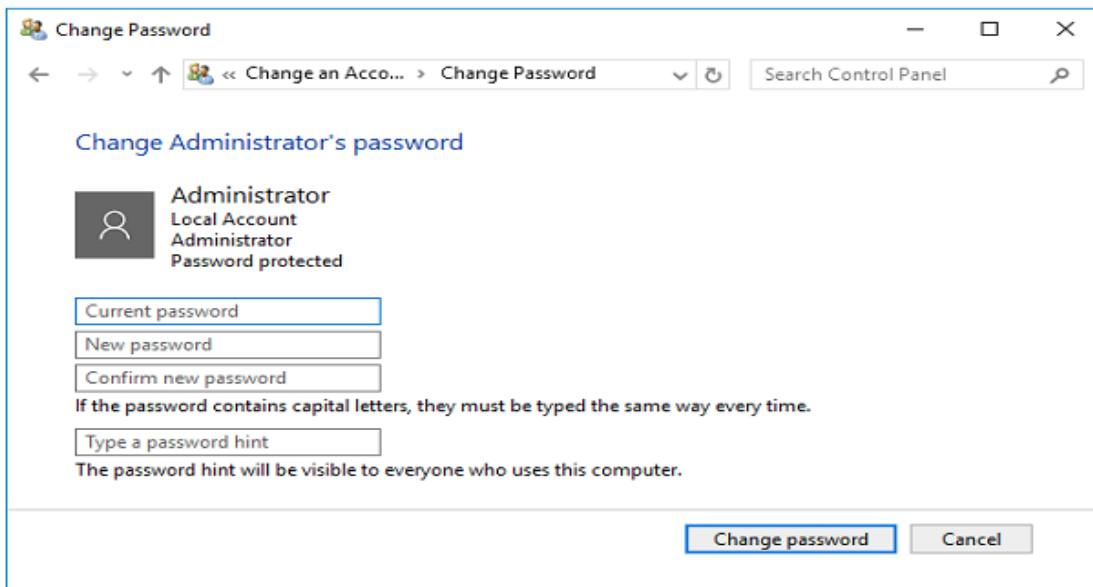 Change Password
« Change an Acco... > Change Password
Search Control Panel
Change Administrator's password
Administrator
Local Account
Administrator
Password protected
Current password
New password
Confirm new password
If the password contains capital letters, they must be typed the same way every time.
Type a password hint
The password hint will be visible to everyone who uses this computer.
Change password
Cancel